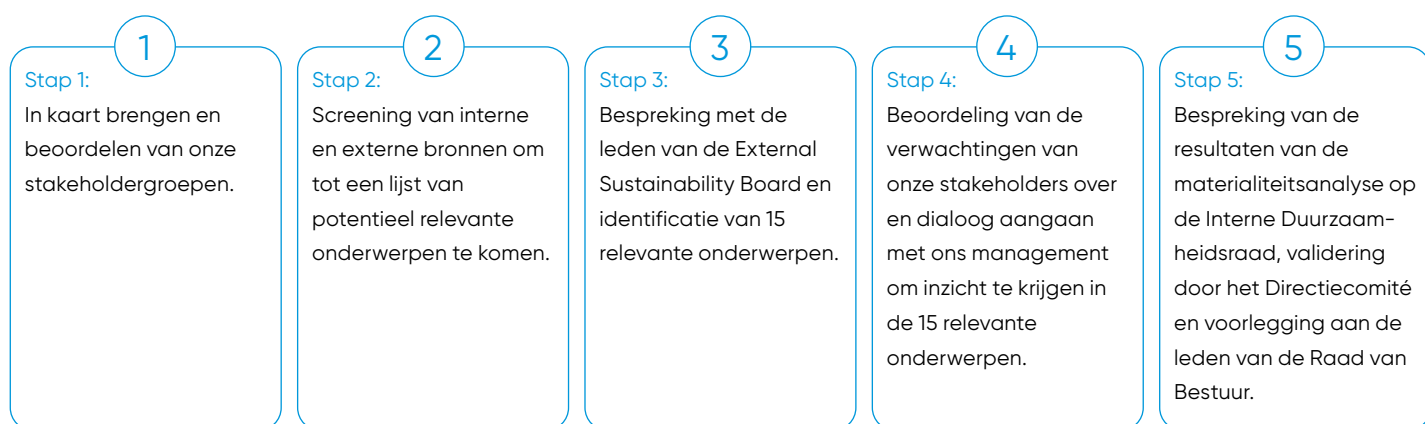 1
Stap 1:
In kaart brengen en
beoordelen van onze
stakeholdergroepen.
2
Stap 2:
Screening van interne
en externe bronnen om
tot een lijst van
potentieel relevante
onderwerpen te komen.
3
Stap 3:
Bespreking met de
leden van de External
Sustainability Board en
identificatie van 15
relevante onderwerpen.
4
Stap 4:
Beoordeling van de
verwachtingen van
onze stakeholders over
en dialoog aangaan
met ons management
om inzicht te krijgen in
de 15 relevante
onderwerpen.
5
Stap 5:
Bespreking van de
resultaten van de
materialiteitsanalyse op
de Interne Duurzaam-
heidsraad, validering
door het Directiecomité
en voorlegging aan de
leden van de Raad van
Bestuur.